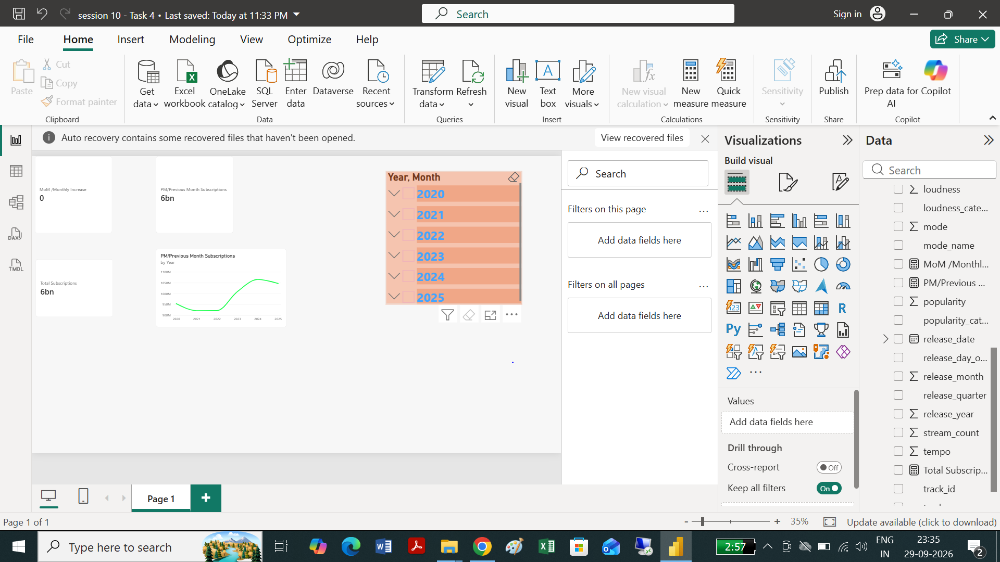 session 10 - Task 4 • Last saved: Today at 11:33 PM
Search
Sign in
File
Home
Insert
Modeling
View
Optimize
Help
Share
Paste
Cut
Copy
Format painter
Clipboard
Get data
Excel workbook
OneLake catalog
SQL Server
Enter data
Dataverse
Recent sources
Data
Transform data
Refresh
Queries
New visual
Text box
More visuals
Insert
New visual calculation
New measure
Quick measure
Calculations
Sensitivity
Sensitivity
Publish
Share
Prep data for AI
Copilot
Copilot
Auto recovery contains some recovered files that haven't been opened.
View recovered files
DAX
TMDL
MoM /Monthly Increase
0
PM/Previous Month Subscriptions
6bn
Total Subscriptions
6bn
PM/Previous Month Subscriptions
by Year
1100M
1050M
1000M
950M
900M
2020
2021
2022
2023
2024
2025
Year, Month
2020
2021
2022
2023
2024
2025
Search
Filters on this page
...
Add data fields here
Filters on all pages
...
Add data fields here
Visualizations
Build visual
123
R
Py
...
Values
Add data fields here
Drill through
Cross-report
Off
Keep all filters
On
Data
Search
loudness
loudness_cate...
mode
mode_name
MoM /Monthl...
PM/Previous ...
popularity
popularity_cat...
release_date
release_day_o...
release_month
release_quarter
release_year
stream_count
tempo
Total Subscrip...
track_id
Page 1
Page 1 of 1
- + 35%
Update available (click to download)
Type here to search
2:57
ENG
IN
23:35
29-09-2026
2